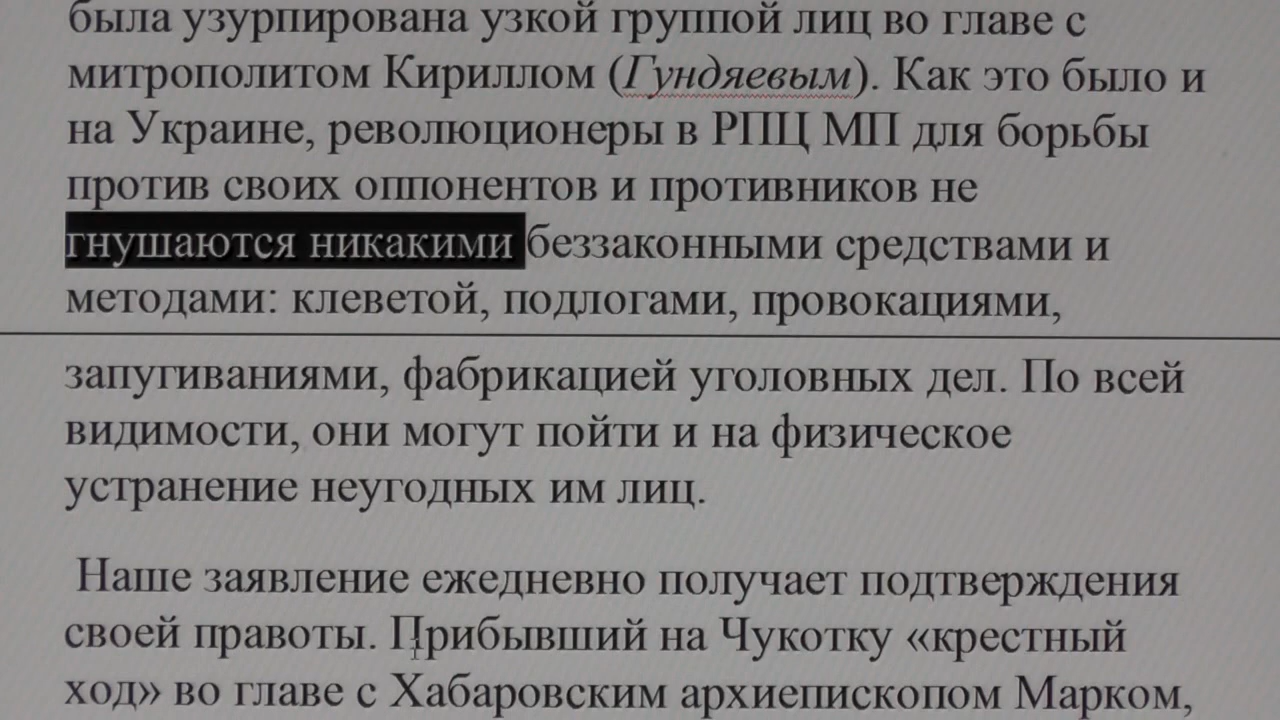 была узурпирована узкой группой лиц во главе с
митрополитом Кириллом (Гундяевым). Как это было и
на Украине, революционеры в РПЦ МП для борьбы
против своих оппонентов и противников не
гнушаются никакими беззаконными средствами и
методами: клеветой, подлогами, провокациями,
запугиваниями, фабрикацией уголовных дел. По всей
видимости, они могут пойти и на физическое
устранение неугодных им лиц.
Наше заявление ежедневно получает подтверждения
своей правоты. Прибывший на Чукотку «крестный
ход» во главе с Хабаровским архиепископом Марком,